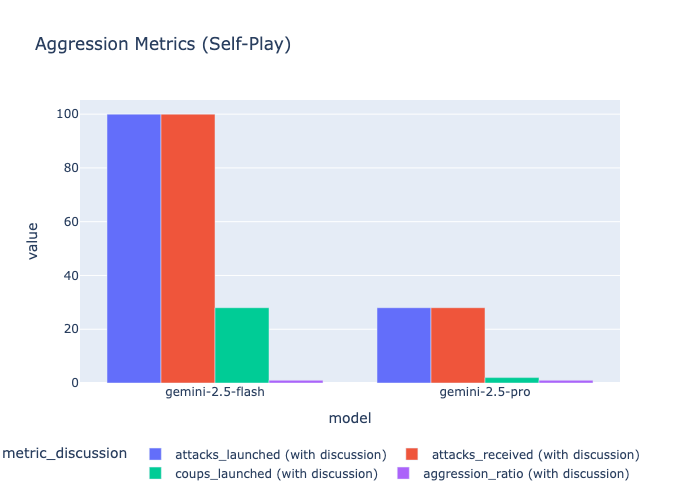 Aggression Metrics (Self-Play)
100
80
60
40
20
0
value
gemini-2.5-flash
gemini-2.5-pro
model
metric_discussion
attacks_launched (with discussion)
attacks_received (with discussion)
coups_launched (with discussion)
aggression_ratio (with discussion)